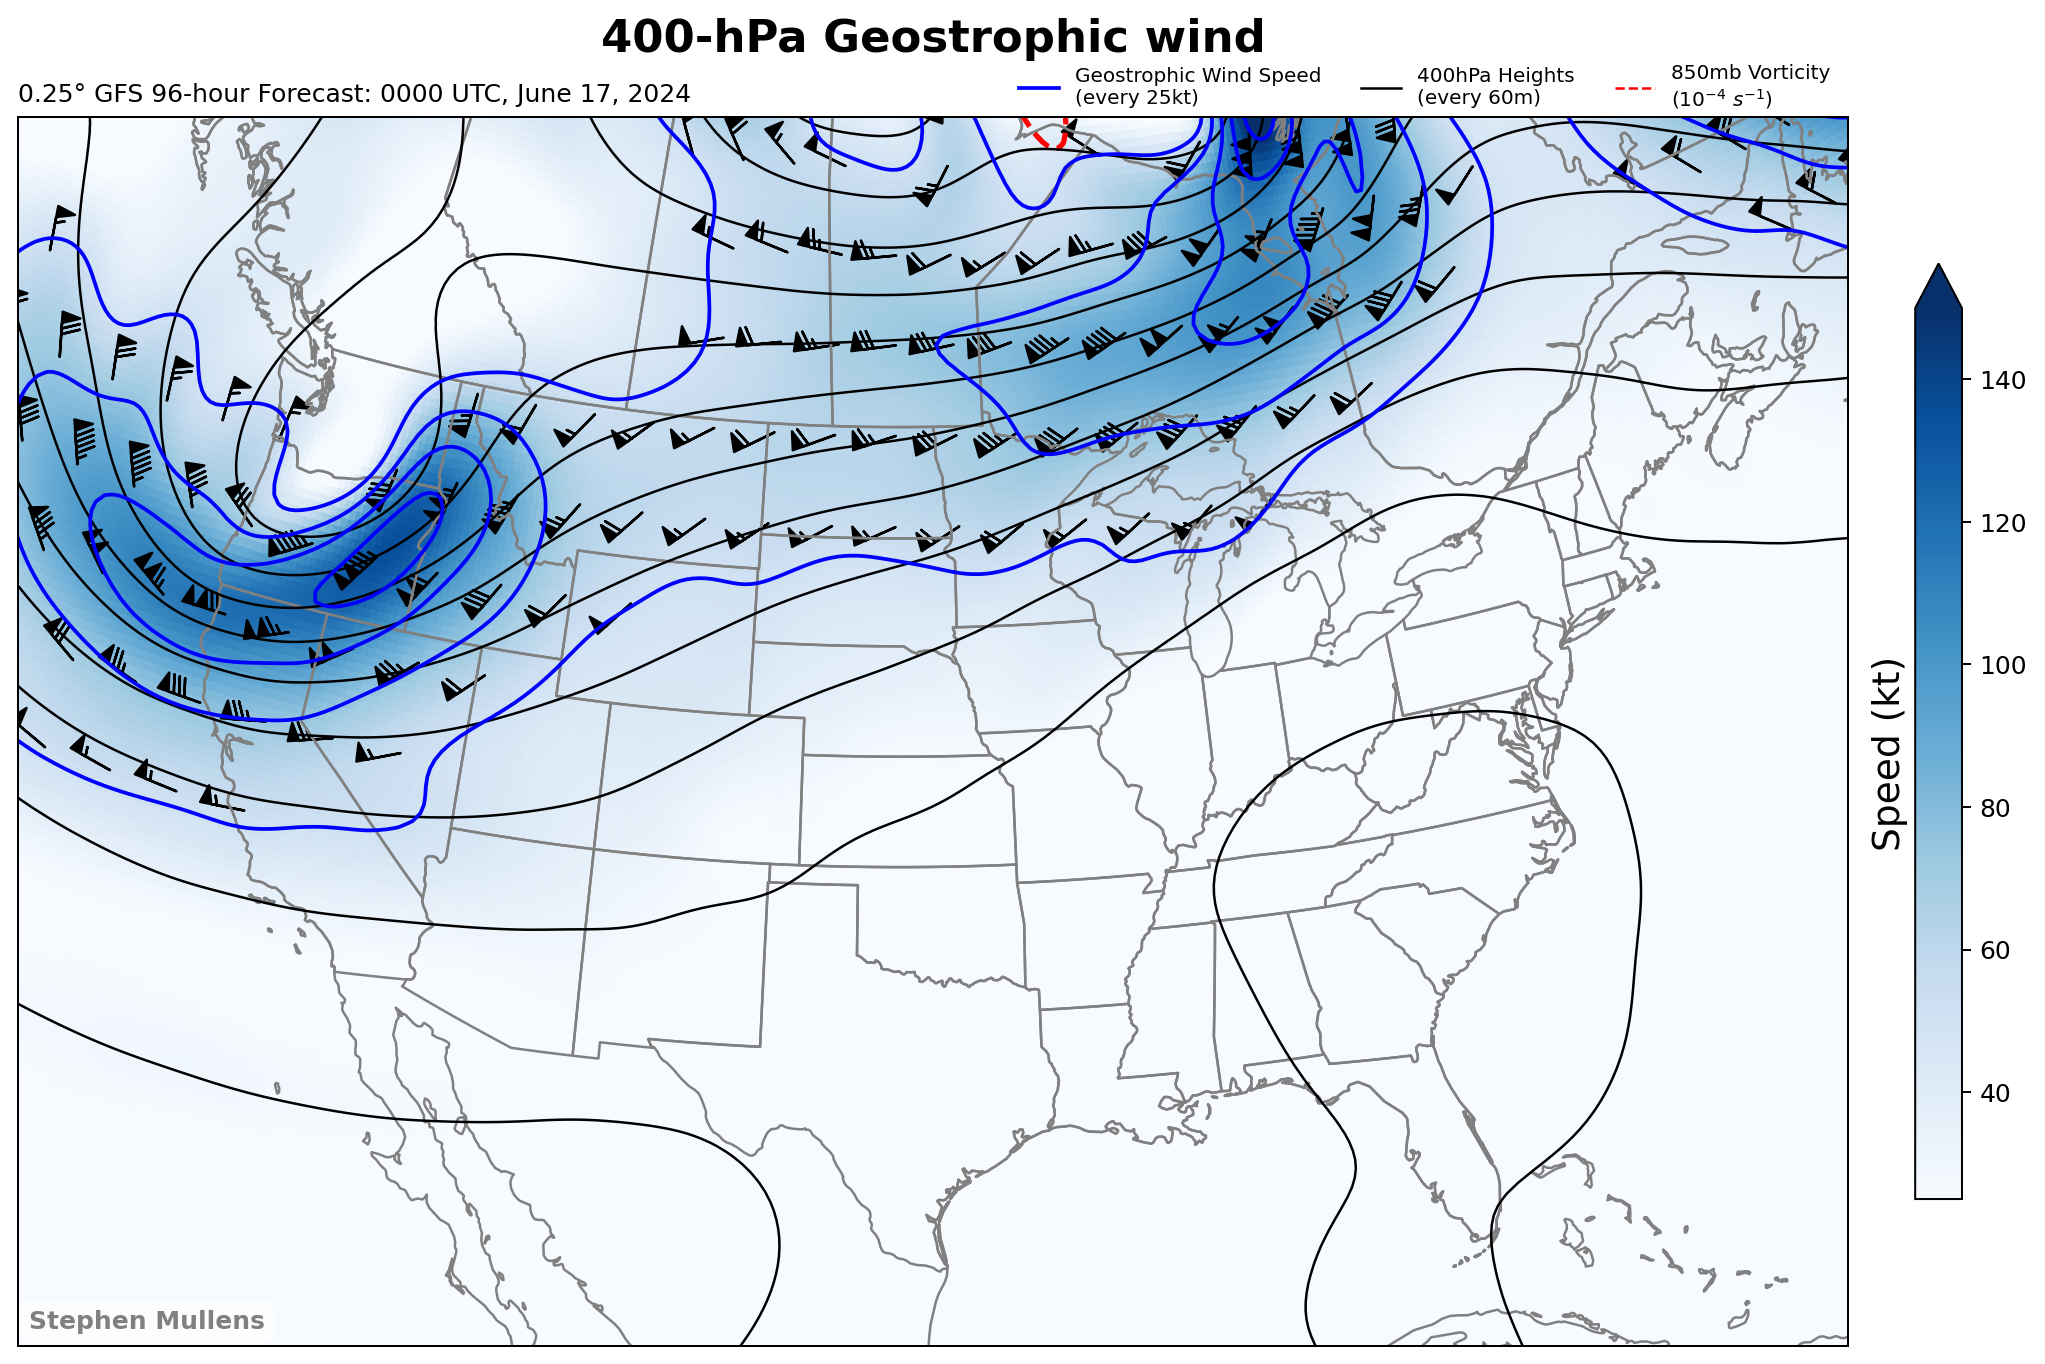 400-hPa Geostrophic wind
0.25° GFS 96-hour Forecast: 0000 UTC, June 17, 2024
Geostrophic Wind Speed
(every 25kt)
400hPa Heights
(every 60m)
850mb Vorticity
(10⁻⁴ s⁻¹)
140
120
100
80
60
40
Speed (kt)
Stephen Mullens